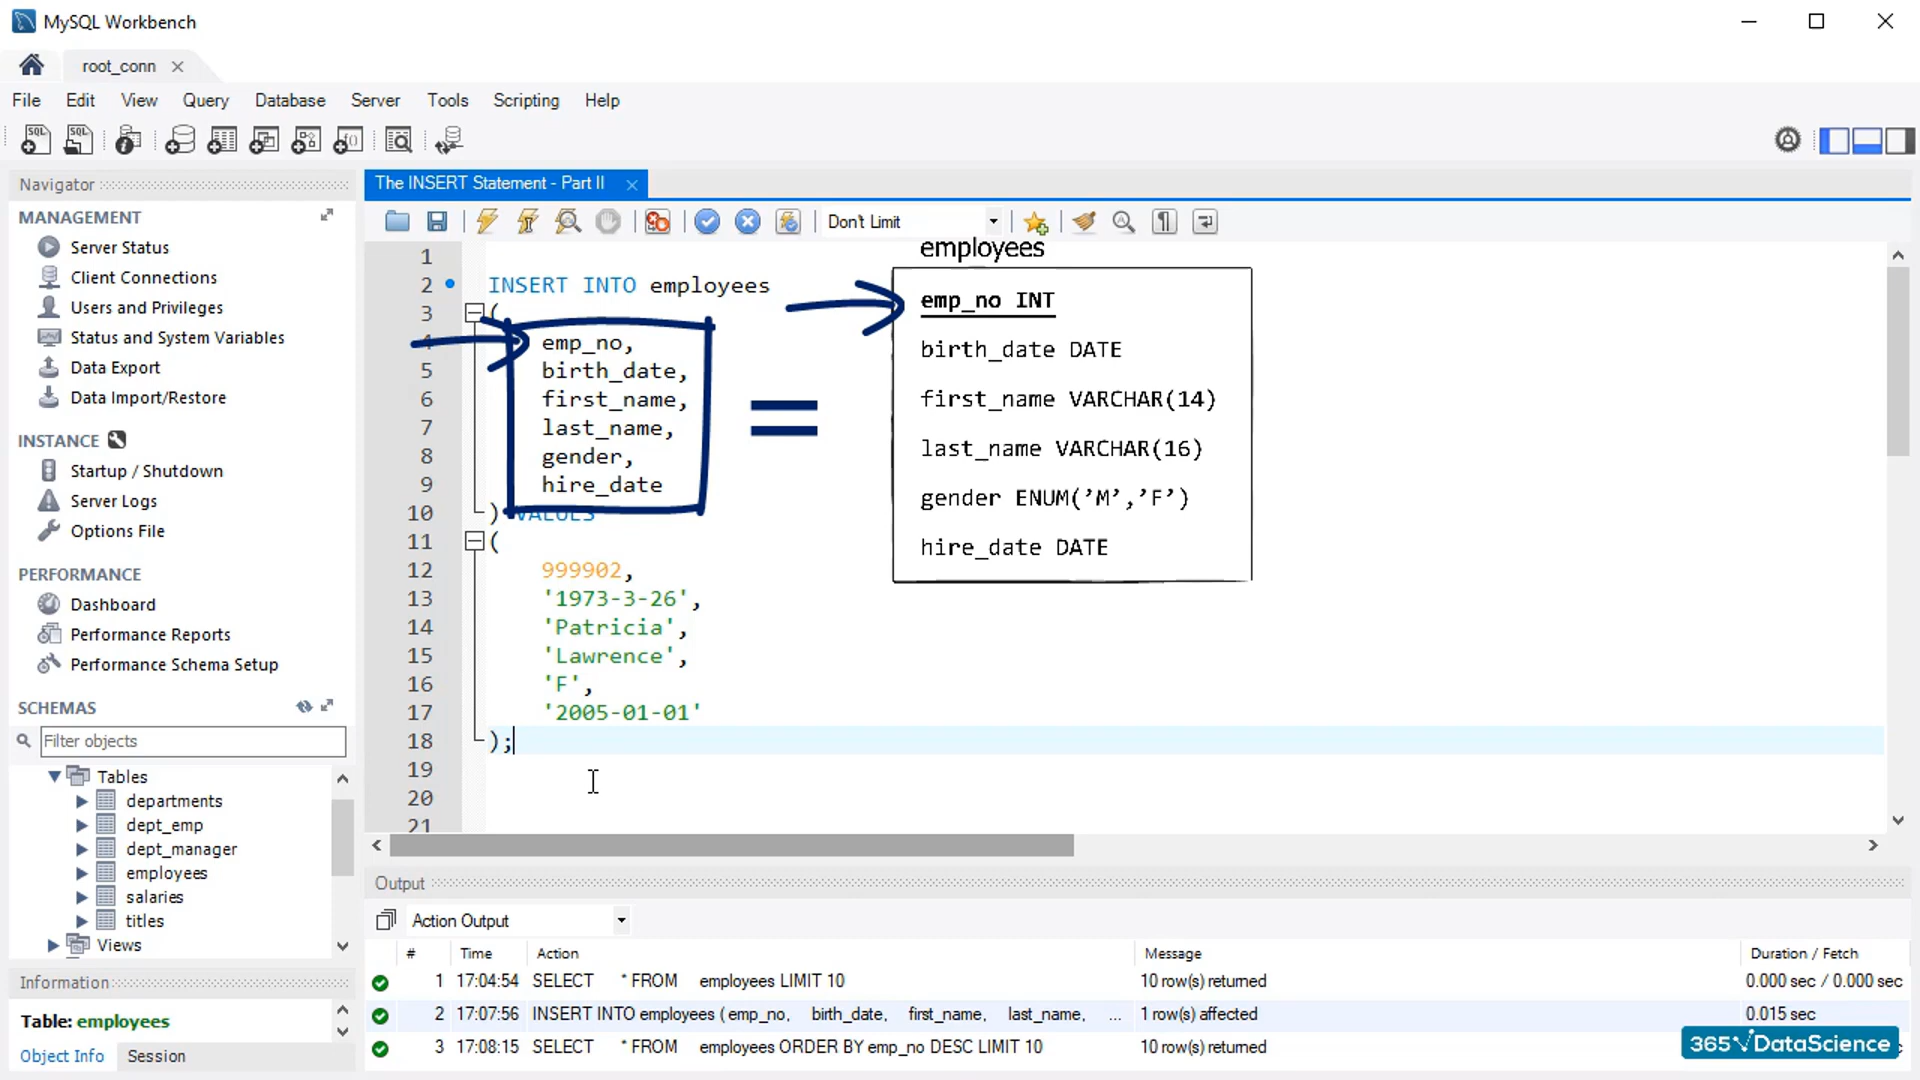 MySQL Workbench
root_conn
File Edit View Query Database Server Tools Scripting Help
Navigator
MANAGEMENT
Server Status
Client Connections
Users and Privileges
Status and System Variables
Data Export
Data Import/Restore
INSTANCE
Startup / Shutdown
Server Logs
Options File
PERFORMANCE
Dashboard
Performance Reports
Performance Schema Setup
SCHEMAS
Filter objects
Tables
departments
dept_emp
dept_manager
employees
salaries
titles
Views
Information
Table: employees
Object Info Session
The INSERT Statement - Part II
Don't Limit
1
2 INSERT INTO employees
3 (
4 emp_no,
5 birth_date,
6 first_name,
7 last_name,
8 gender,
9 hire_date
10 ) VALUES
11 (
12 999902,
13 '1973-3-26',
14 'Patricia',
15 'Lawrence',
16 'F',
17 '2005-01-01'
18 );
19
20
21
=
employees
emp_no INT
birth_date DATE
first_name VARCHAR(14)
last_name VARCHAR(16)
gender ENUM(’M’,’F’)
hire_date DATE
Output
Action Output
# Time Action Message Duration / Fetch
1 17:04:54 SELECT * FROM employees LIMIT 10 10 row(s) returned 0.000 sec / 0.000 sec
2 17:07:56 INSERT INTO employees ( emp_no, birth_date, first_name, last_name, ... 1 row(s) affected 0.015 sec
3 17:08:15 SELECT * FROM employees ORDER BY emp_no DESC LIMIT 10 10 row(s) returned
365√DataScience